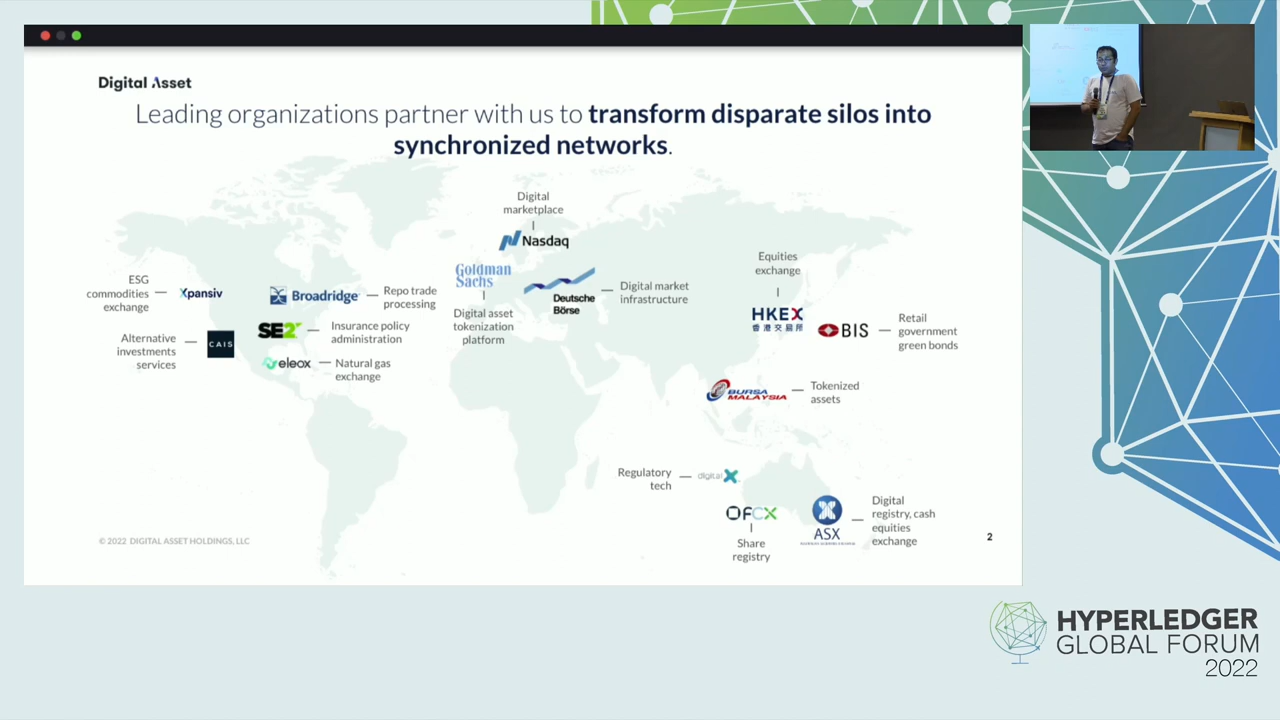 Digital Asset
Leading organizations partner with us to transform disparate silos into
synchronized networks.
Digital
marketplace
Nasdaq
ESG
commodities
exchange
Xpansiv
Broadridge
Repo trade
processing
Goldman
Sachs
Digital asset
tokenization
platform
Deutsche
Börse
Digital market
infrastructure
Equities
exchange
HKEX
香港交易所
BIS
Retail
government
green bonds
Alternative
investments
services
CAIS
SE2
Insurance policy
administration
eleox
Natural gas
exchange
BURSA
MALAYSIA
Tokenized
assets
Regulatory
tech
digital X
OFCX
Share
registry
ASX
Digital
registry, cash
equities
exchange
© 2022 DIGITAL ASSET HOLDINGS, LLC
2
HYPERLEDGER
GLOBAL FORUM
2022